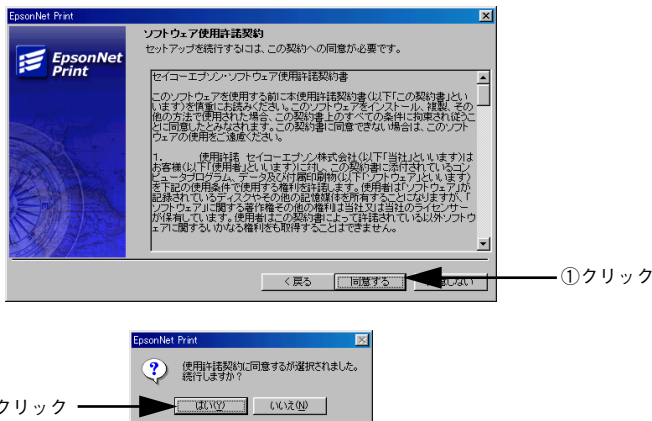 EpsonNet Print
ソフトウェア使用許諾契約
セットアップを続行するには、この契約への同意が必要です。
EpsonNet
Print
セイコーエプソン・ソフトウェア使用許諾契約書
このソフトウェアを使用する前に本使用許諾契約書(以下「この契約書」とい
います)を慎重にお読みください。このソフトウェアをインストール、複製、その
他の方法で使用された場合、この契約書上のすべての条件に拘束され従うこ
とに同意したとみなされます。この契約書に同意できない場合は、このソフト
ウェアの使用をご遠慮ください。
1. 使用許諾 セイコーエプソン株式会社(以下「当社」といいます)は
お客様(以下「使用者」といいます)に対し、この契約書に添付されているコン
ピュータプログラム、データ及び付属印刷物(以下「ソフトウェア」といいます)
を下記の使用条件で使用する権利を許諾します。使用者は「ソフトウェア」が
記録されているディスクやその他の記憶媒体を所有することになりますが、「
ソフトウェア」に関する著作権その他の権利は当社又は当社のライセンサー
が保有しています。使用者はこの契約書によって許諾されている以外ソフトウ
ェアに関するいかなる権利をも取得することはできません。
< 戻る 同意する 意しない
①クリック
EpsonNet Print
使用許諾契約に同意するが選択されました。
続行しますか?
クリック
はい(Y) いいえ(N)